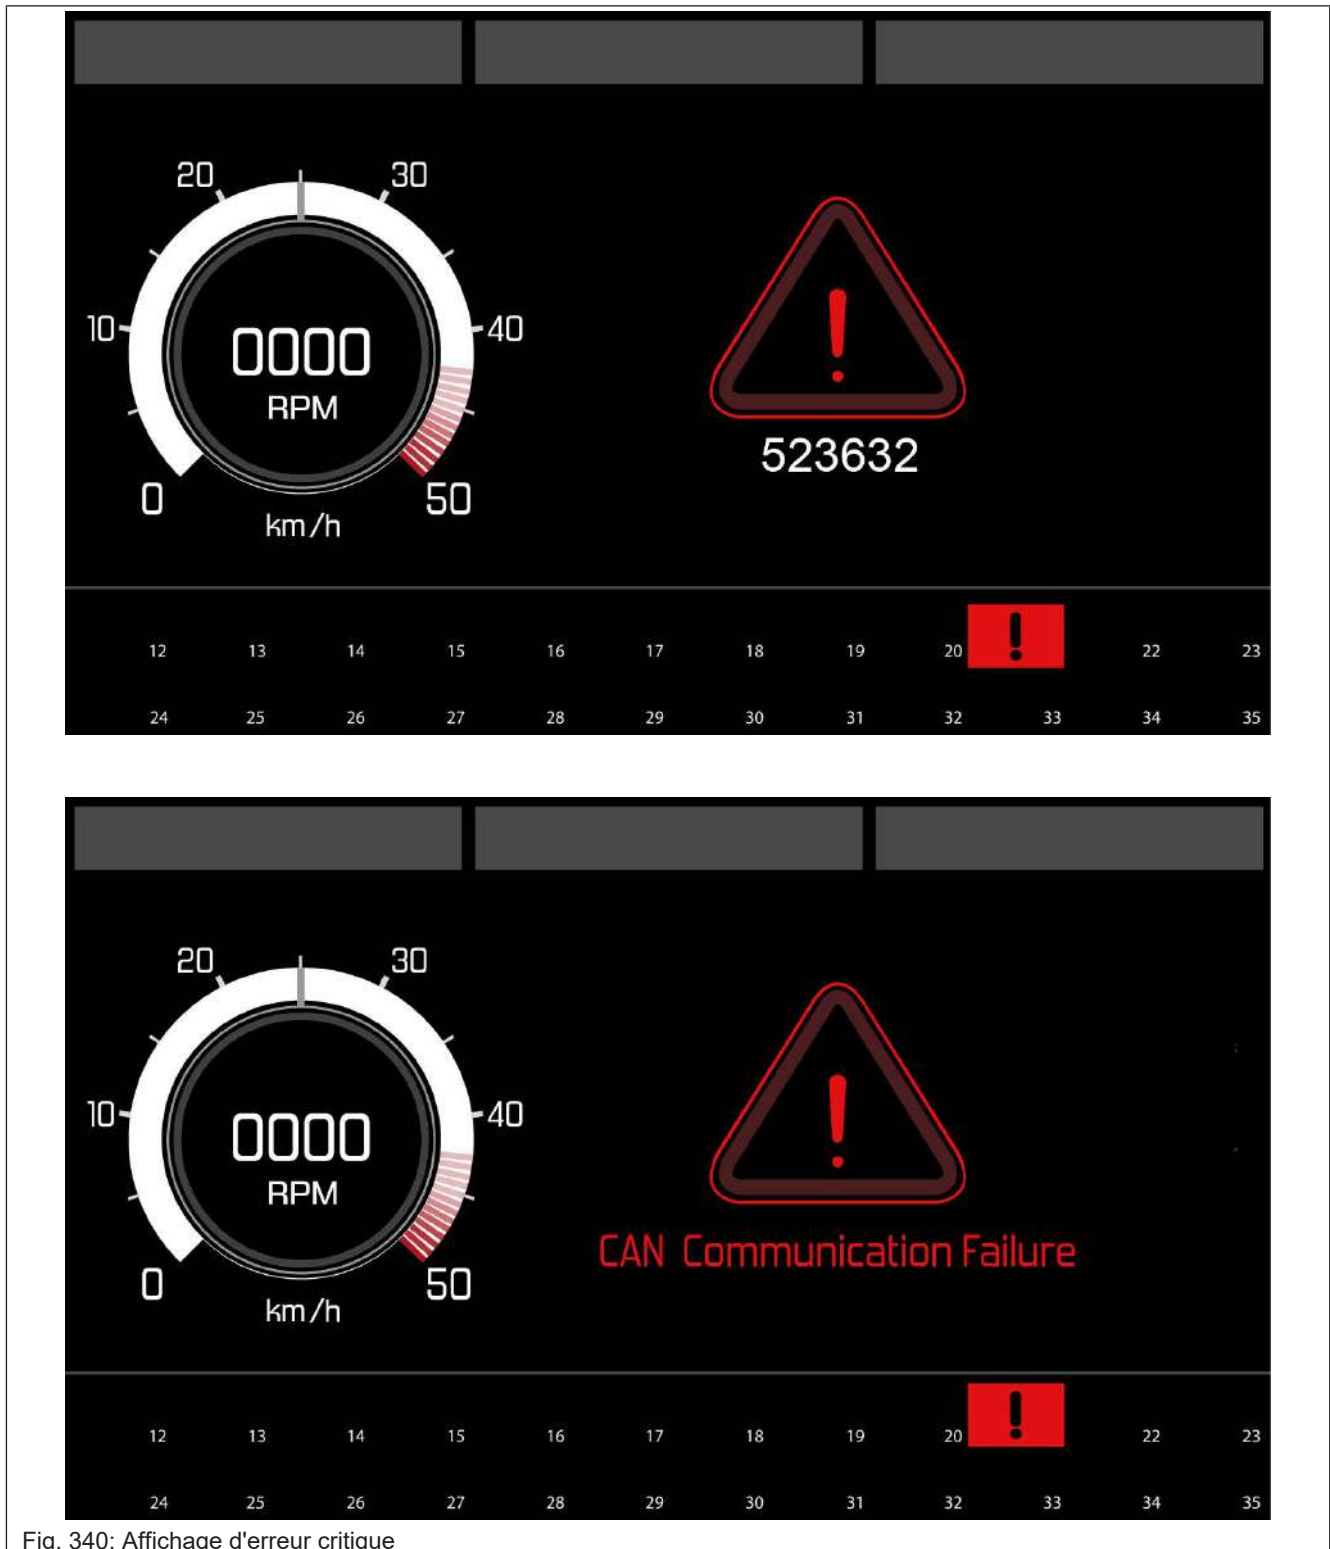 20 30
10 40
0000
RPM
0 50
km/h
523632
!
12 13 14 15 16 17 18 19 20 ! 22 23
24 25 26 27 28 29 30 31 32 33 34 35
20 30
10 40
0000
RPM
0 50
km/h
!
CAN Communication Failure
12 13 14 15 16 17 18 19 20 ! 22 23
24 25 26 27 28 29 30 31 32 33 34 35
Fig. 340: Affichage d'erreur critique